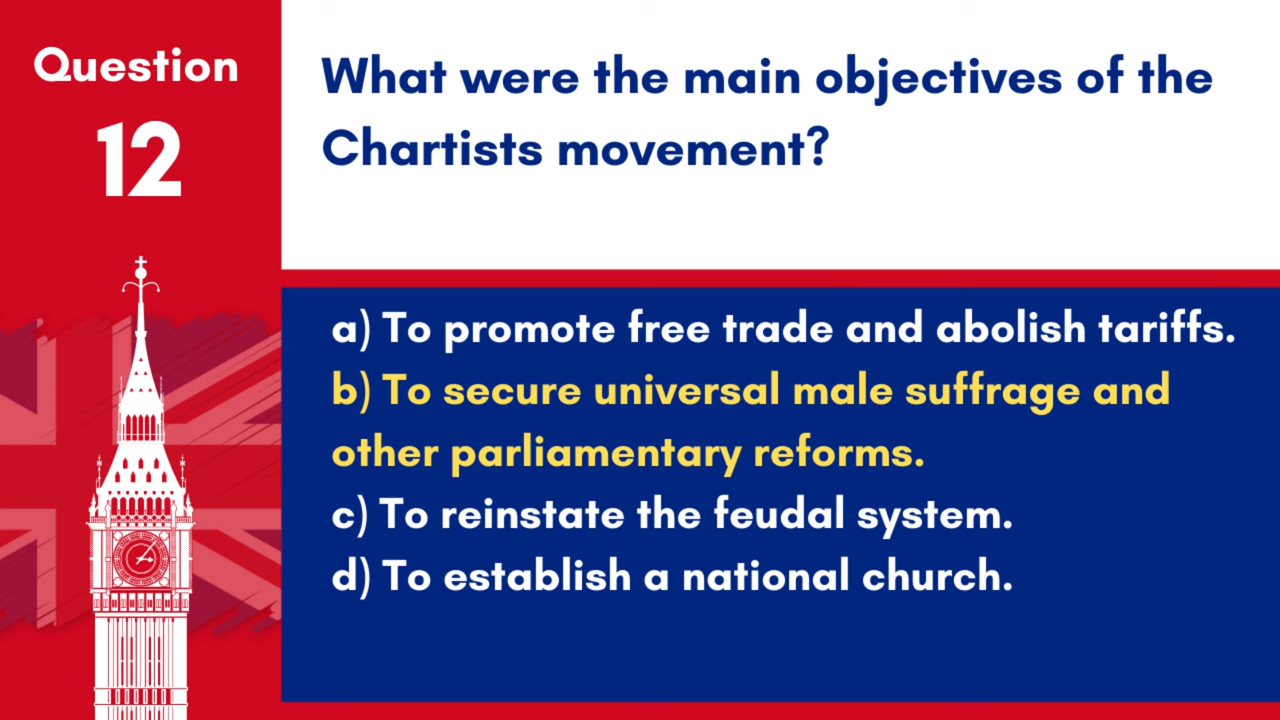 Question
12
What were the main objectives of the
Chartists movement?
a) To promote free trade and abolish tariffs.
b) To secure universal male suffrage and
other parliamentary reforms.
c) To reinstate the feudal system.
d) To establish a national church.